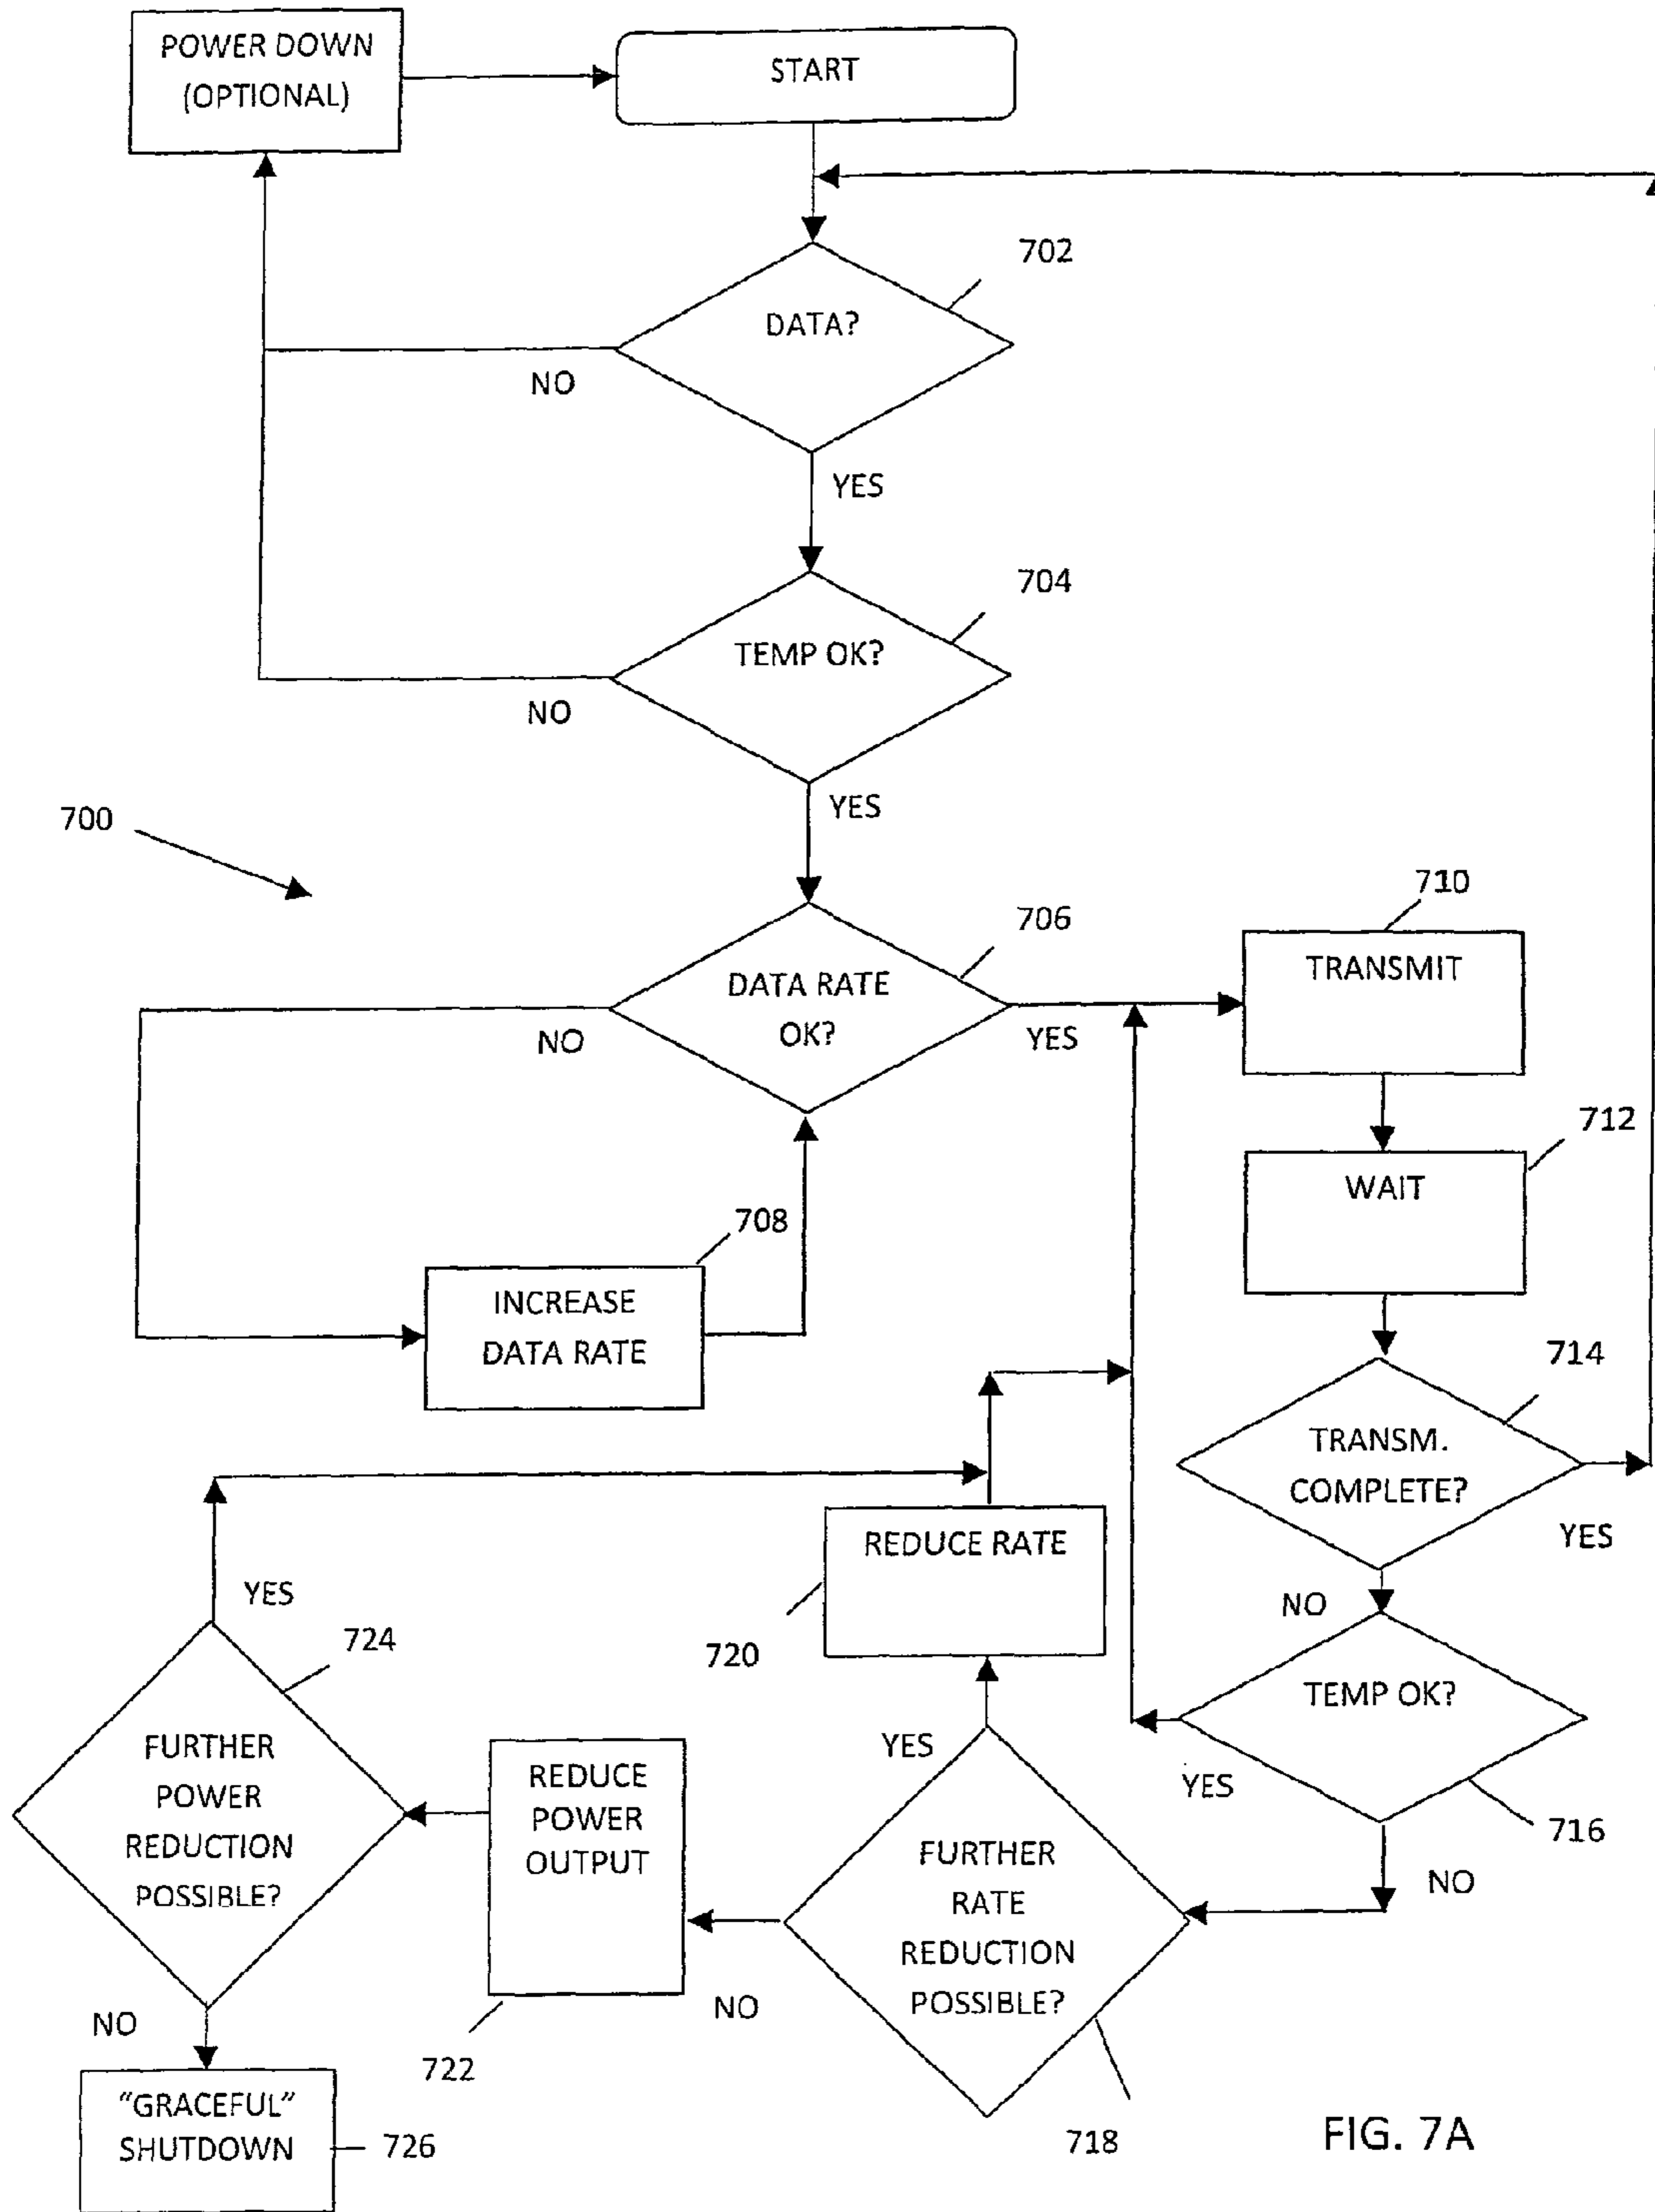 POWER DOWN
(OPTIONAL)
START
702
DATA?
NO
YES
704
TEMP OK?
NO
YES
700
706
DATA RATE
OK?
NO
YES
710
TRANSMIT
712
WAIT
708
INCREASE
DATA RATE
714
TRANSM.
COMPLETE?
YES
NO
REDUCE RATE
720
TEMP OK?
YES
716
NO
YES
724
FURTHER
POWER
REDUCTION
POSSIBLE?
REDUCE
POWER
OUTPUT
722
YES
FURTHER
RATE
REDUCTION
POSSIBLE?
NO
718
NO
"GRACEFUL"
SHUTDOWN
726
FIG. 7A